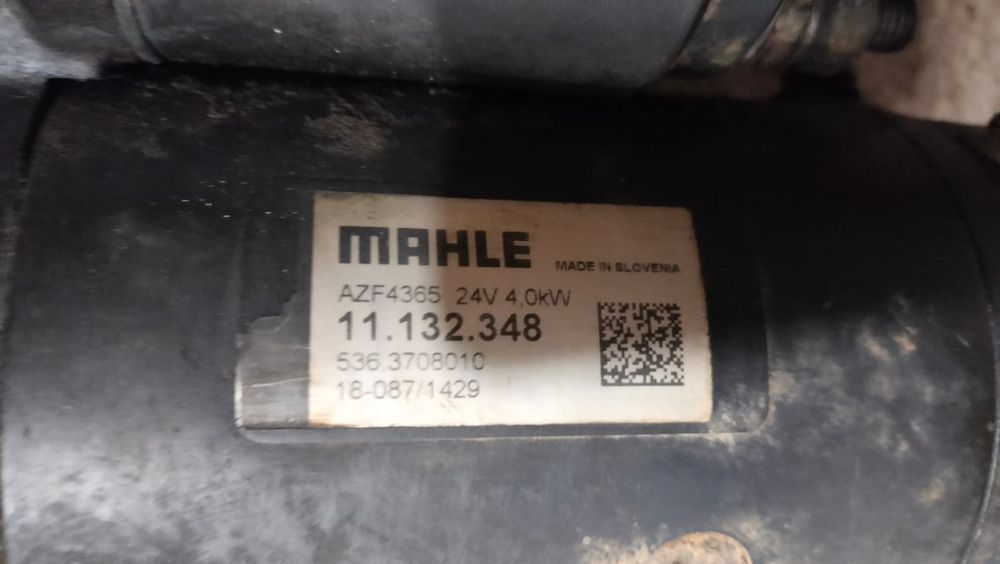 MAHLE
MADE IN SLOVENIA
AZF4365 24V 4,0kW
11.132.348
536.3708010
18-087/1429